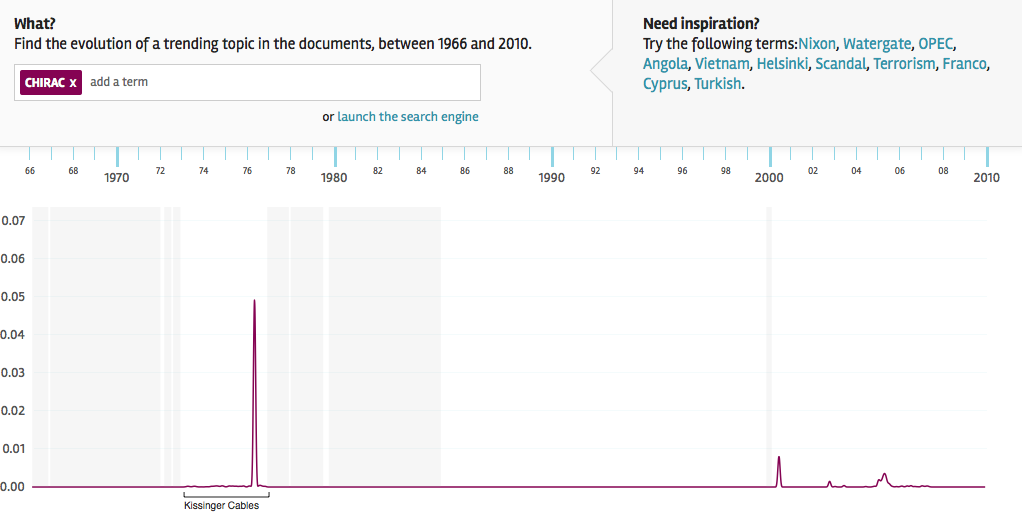 What?
Find the evolution of a trending topic in the documents, between 1966 and 2010.
CHIRAC x add a term
or launch the search engine
Need inspiration?
Try the following terms:Nixon, Watergate, OPEC,
Angola, Vietnam, Helsinki, Scandal, Terrorism, Franco,
Cyprus, Turkish.
66 68 1970 72 74 76 78 1980 82 84 86 88 1990 92 94 96 98 2000 02 04 06 08 2010
0.07
0.06
0.05
0.04
0.03
0.02
0.01
0.00
Kissinger Cables